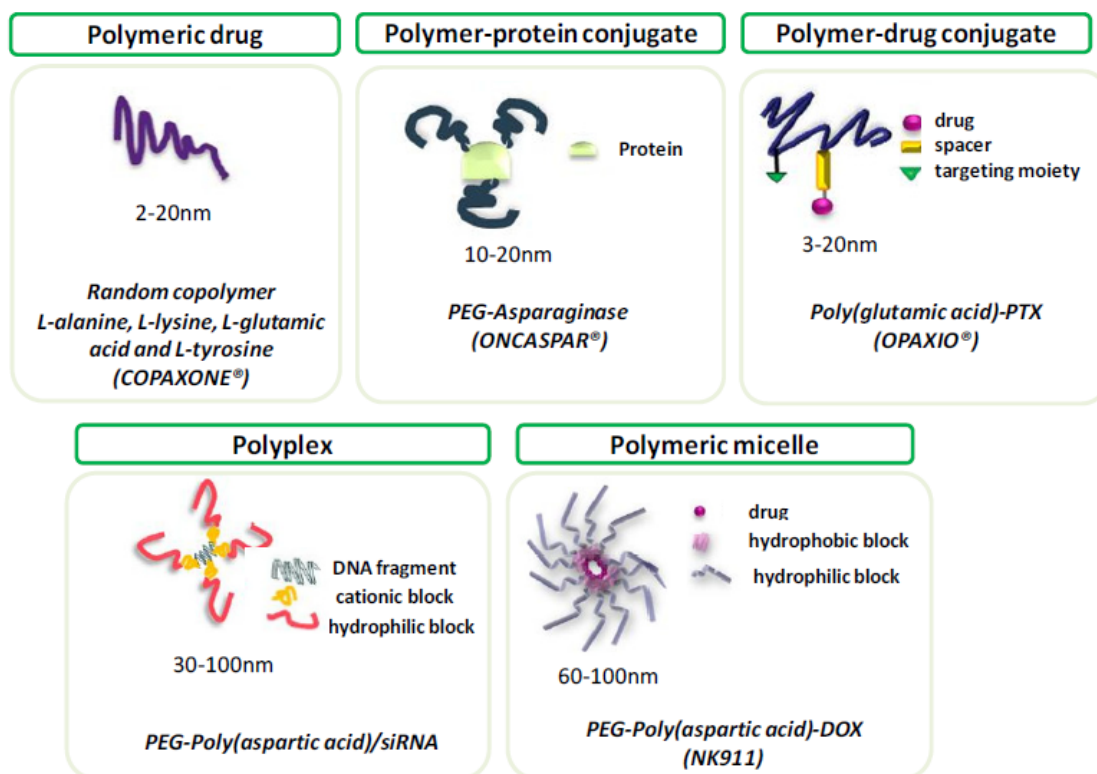 Polymeric drug
2-20nm
Random copolymer
L-alanine, L-lysine, L-glutamic
acid and L-tyrosine
(COPAXONE®)
Polymer-protein conjugate
Protein
10-20nm
PEG-Asparaginase
(ONCASPAR®)
Polymer-drug conjugate
drug
spacer
targeting moiety
3-20nm
Poly(glutamic acid)-PTX
(OPAXIO®)
Polyplex
DNA fragment
cationic block
hydrophilic block
30-100nm
PEG-Poly(aspartic acid)/siRNA
Polymeric micelle
drug
hydrophobic block
hydrophilic block
60-100nm
PEG-Poly(aspartic acid)-DOX
(NK911)